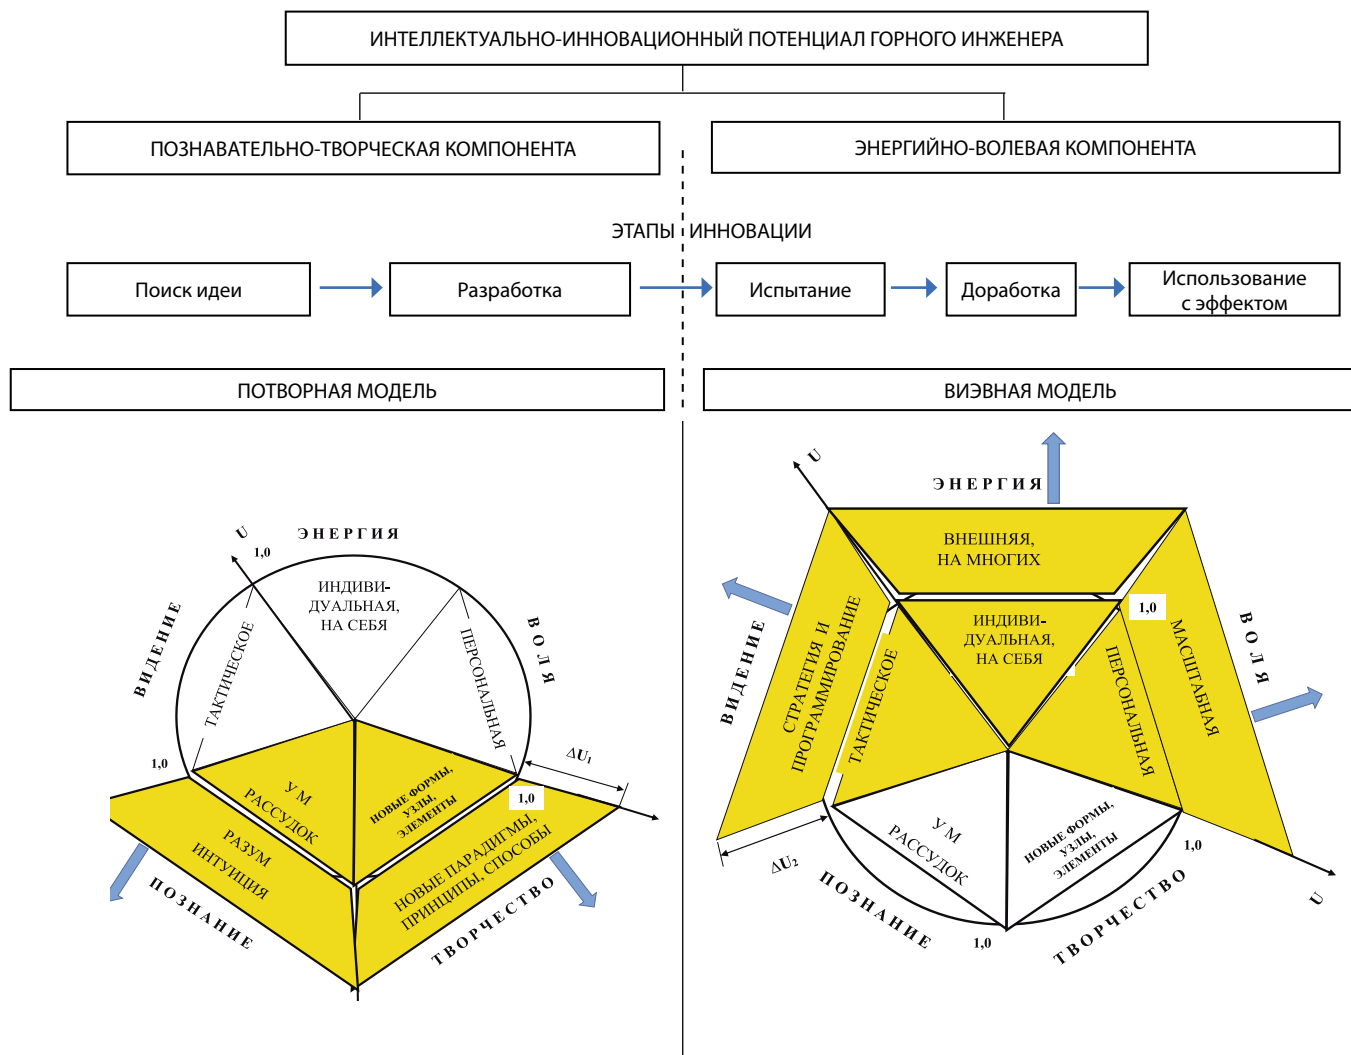 ИНТЕЛЛЕКТУАЛЬНО-ИННОВАЦИОННЫЙ ПОТЕНЦИАЛ ГОРНОГО ИНЖЕНЕРА
ПОЗНАВАТЕЛЬНО-ТВОРЧЕСКАЯ КОМПОНЕНТА
ЭНЕРГИЙНО-ВОЛЕВАЯ КОМПОНЕНТА
ЭТАПЫ ИННОВАЦИИ
Поиск идеи
Разработка
Испытание
Доработка
Использование
с эффектом
ПОТВОРНАЯ МОДЕЛЬ
U
1,0
ЭНЕРГИЯ
ИНДИВИ-
ДУАЛЬНАЯ,
НА СЕБЯ
ВИДЕНИЕ
ТАКТИЧЕСКОЕ
ПЕРСОНАЛЬНАЯ
ВОЛЯ
1,0
ΔU₁
1,0
УМ
РАССУДОК
НОВЫЕ ФОРМЫ,
УЗЛЫ,
ЭЛЕМЕНТЫ
РАЗУМ
ИНТУИЦИЯ
НОВЫЕ ПАРАДИГМЫ,
ПРИНЦИПЫ, СПОСОБЫ
ПОЗНАНИЕ
ТВОРЧЕСТВО
ВИЭВНАЯ МОДЕЛЬ
U
ЭНЕРГИЯ
ВНЕШНЯЯ,
НА МНОГИХ
1,0
ИНДИВИ-
ДУАЛЬНАЯ,
НА СЕБЯ
ВИДЕНИЕ
СТРАТЕГИЯ И
ПРОГРАММИРОВАНИЕ
ТАКТИЧЕСКОЕ
ПЕРСОНАЛЬНАЯ
МАСШТАБНАЯ
ВОЛЯ
ΔU₂
УМ
РАССУДОК
НОВЫЕ ФОРМЫ,
УЗЛЫ,
ЭЛЕМЕНТЫ
1,0
U
ПОЗНАНИЕ
1,0
ТВОРЧЕСТВО